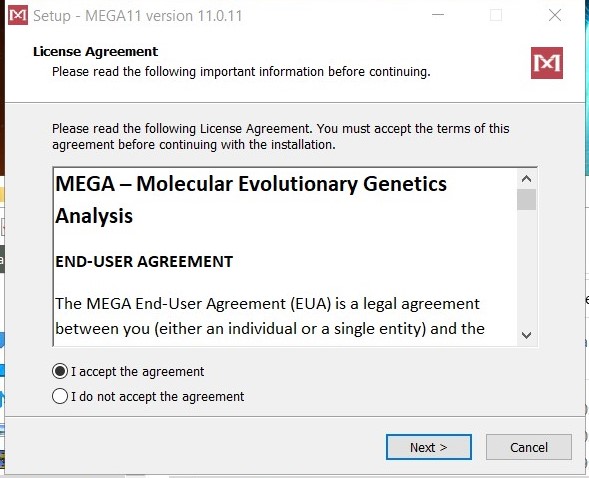 Setup - MEGA11 version 11.0.11
License Agreement
Please read the following important information before continuing.
Please read the following License Agreement. You must accept the terms of this
agreement before continuing with the installation.
MEGA – Molecular Evolutionary Genetics
Analysis
END-USER AGREEMENT
The MEGA End-User Agreement (EUA) is a legal agreement
between you (either an individual or a single entity) and the
I accept the agreement
I do not accept the agreement
Next >
Cancel